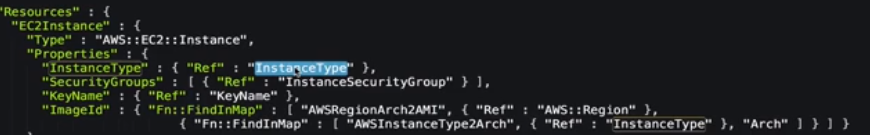 "Resources" : {
"EC2Instance" : {
"Type" : "AWS::EC2::Instance",
"Properties" : {
"InstanceType" : { "Ref" : "InstanceType" },
"SecurityGroups" : [ { "Ref" : "InstanceSecurityGroup" } ],
"KeyName" : { "Ref" : "KeyName" },
"ImageId" : { "Fn::FindInMap" : [ "AWSRegionArch2AMI", { "Ref" : "AWS::Region" },
{ "Fn::FindInMap" : [ "AWSInstanceType2Arch", { "Ref" : "InstanceType" }, "Arch" ] } ] }